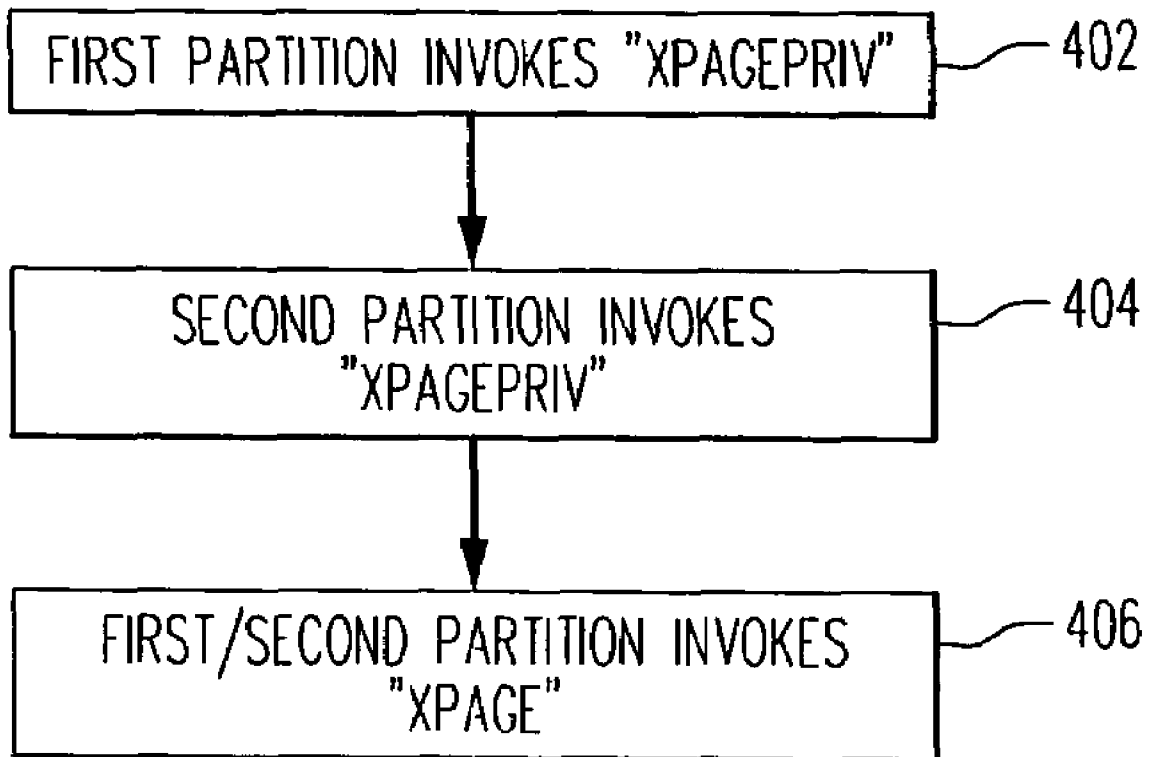 FIRST PARTITION INVOKES "XPAGEPRIV"
402
SECOND PARTITION INVOKES
"XPAGEPRIV"
404
FIRST/SECOND PARTITION INVOKES
"XPAGE"
406